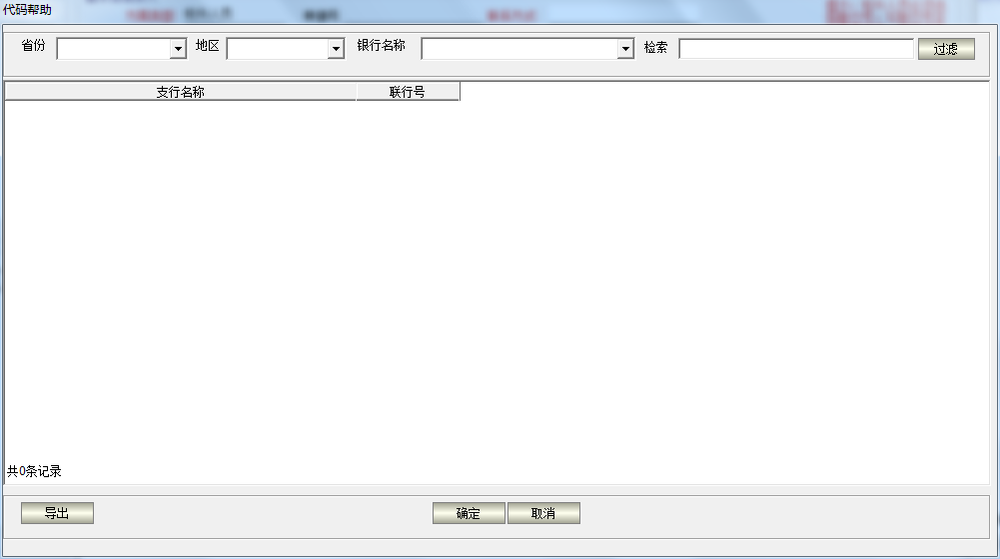 代码帮助
省份 地区 银行名称 检索 过滤
支行名称 联行号
共0条记录
导出 确定 取消